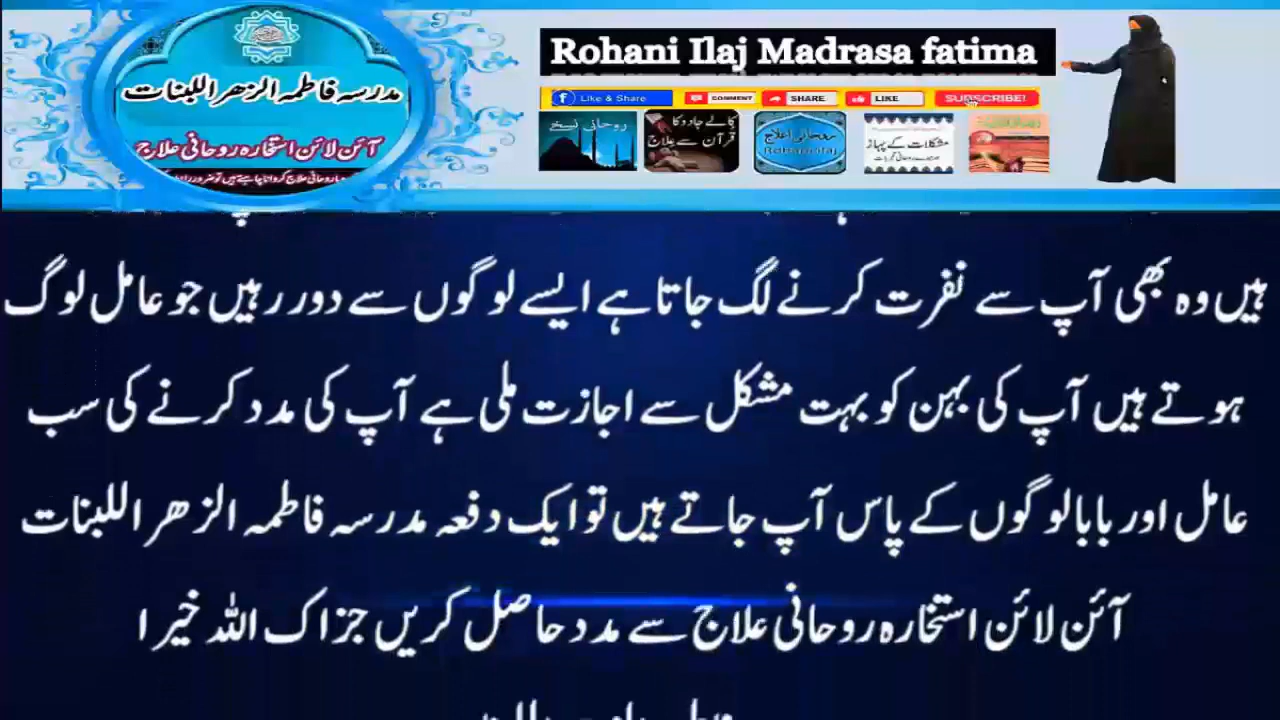 مدرسہ فاطمہ الزھرا للبنات
آئن لائن استخارہ روحانی علاج
Rohani Ilaj Madrasa fatima
Like & Share
COMMENT
SHARE
LIKE
SUBSCRIBE!
روحانی نسخے
کالے جادو کا
قرآن سے علاج
روحانی علاج
مشکلات کے پہاڑ
ہیں وہ بھی آپ سے نفرت کرنے لگ جاتا ہے ایسے لوگوں سے دور رہیں جو عامل لوگ
ہوتے ہیں آپ کی بہن کو بہت مشکل سے اجازت ملی ہے آپ کی مدد کرنے کی سب
عامل اور بابا لوگوں کے پاس آپ جاتے ہیں تو ایک دفعہ مدرسہ فاطمہ الزھرا للبنات
آئن لائن استخارہ روحانی علاج سے مدد حاصل کریں جزاک اللہ خیرا